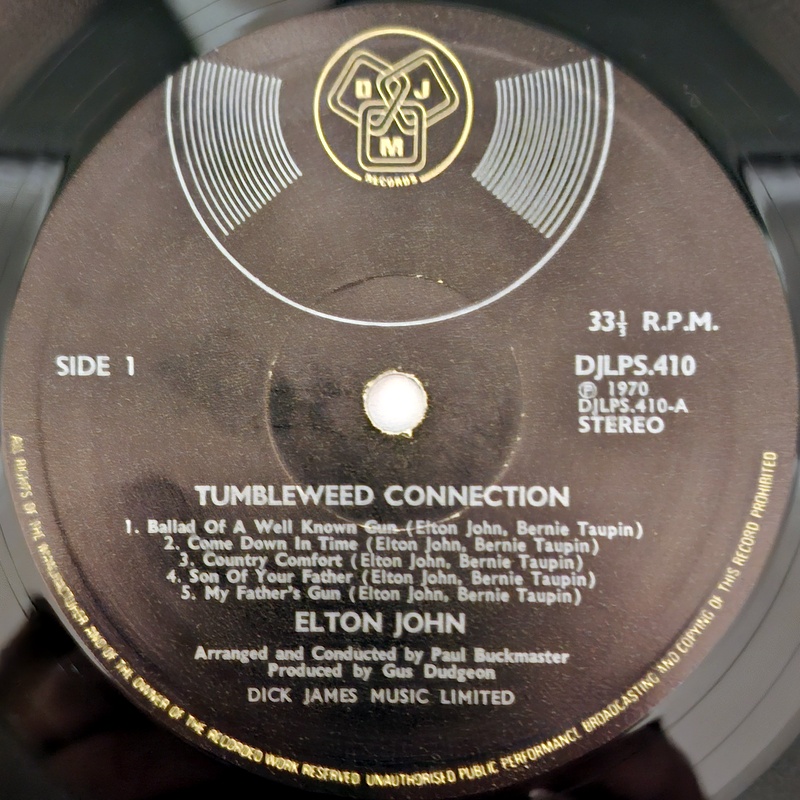 D J
M
RECORDS
33⅓ R.P.M.
SIDE 1
DJLPS.410
Ⓟ 1970
DJLPS.410-A
STEREO
TUMBLEWEED CONNECTION
1. Ballad Of A Well Known Gun (Elton John, Bernie Taupin)
2. Come Down In Time (Elton John, Bernie Taupin)
3. Country Comfort (Elton John, Bernie Taupin)
4. Son Of Your Father (Elton John, Bernie Taupin)
5. My Father's Gun (Elton John, Bernie Taupin)
ELTON JOHN
Arranged and Conducted by Paul Buckmaster
Produced by Gus Dudgeon
DICK JAMES MUSIC LIMITED
ALL RIGHTS OF THE MANUFACTURER AND OF THE OWNER OF THE RECORDED WORK RESERVED UNAUTHORISED PUBLIC PERFORMANCE BROADCASTING AND COPYING OF THIS RECORD PROHIBITED